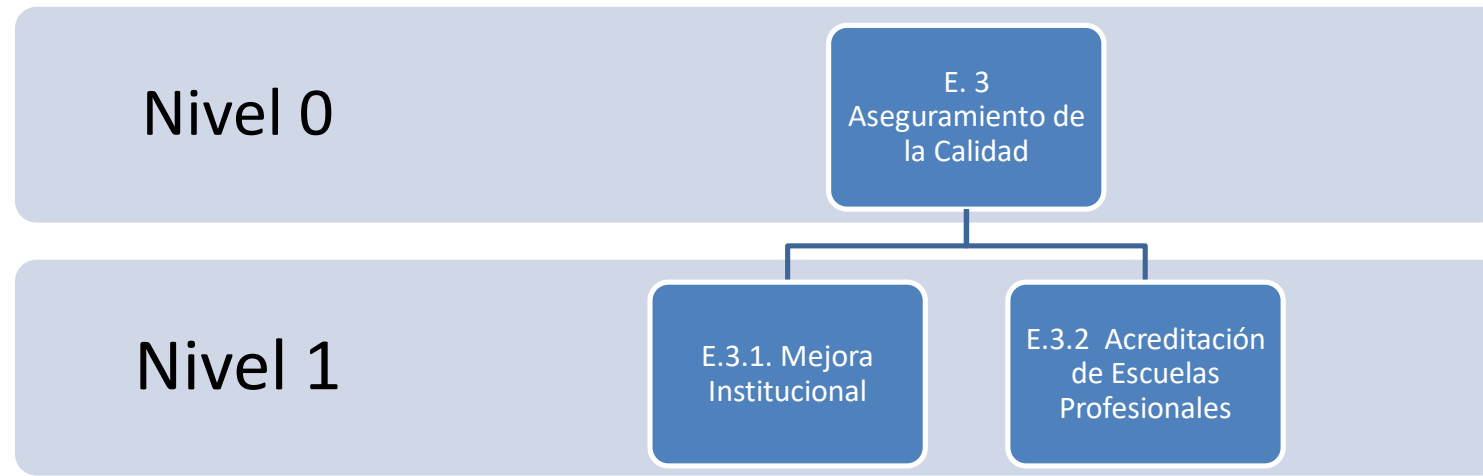 Nivel 0
E. 3
Aseguramiento de
la Calidad
Nivel 1
E.3.1. Mejora
Institucional
E.3.2 Acreditación
de Escuelas
Profesionales